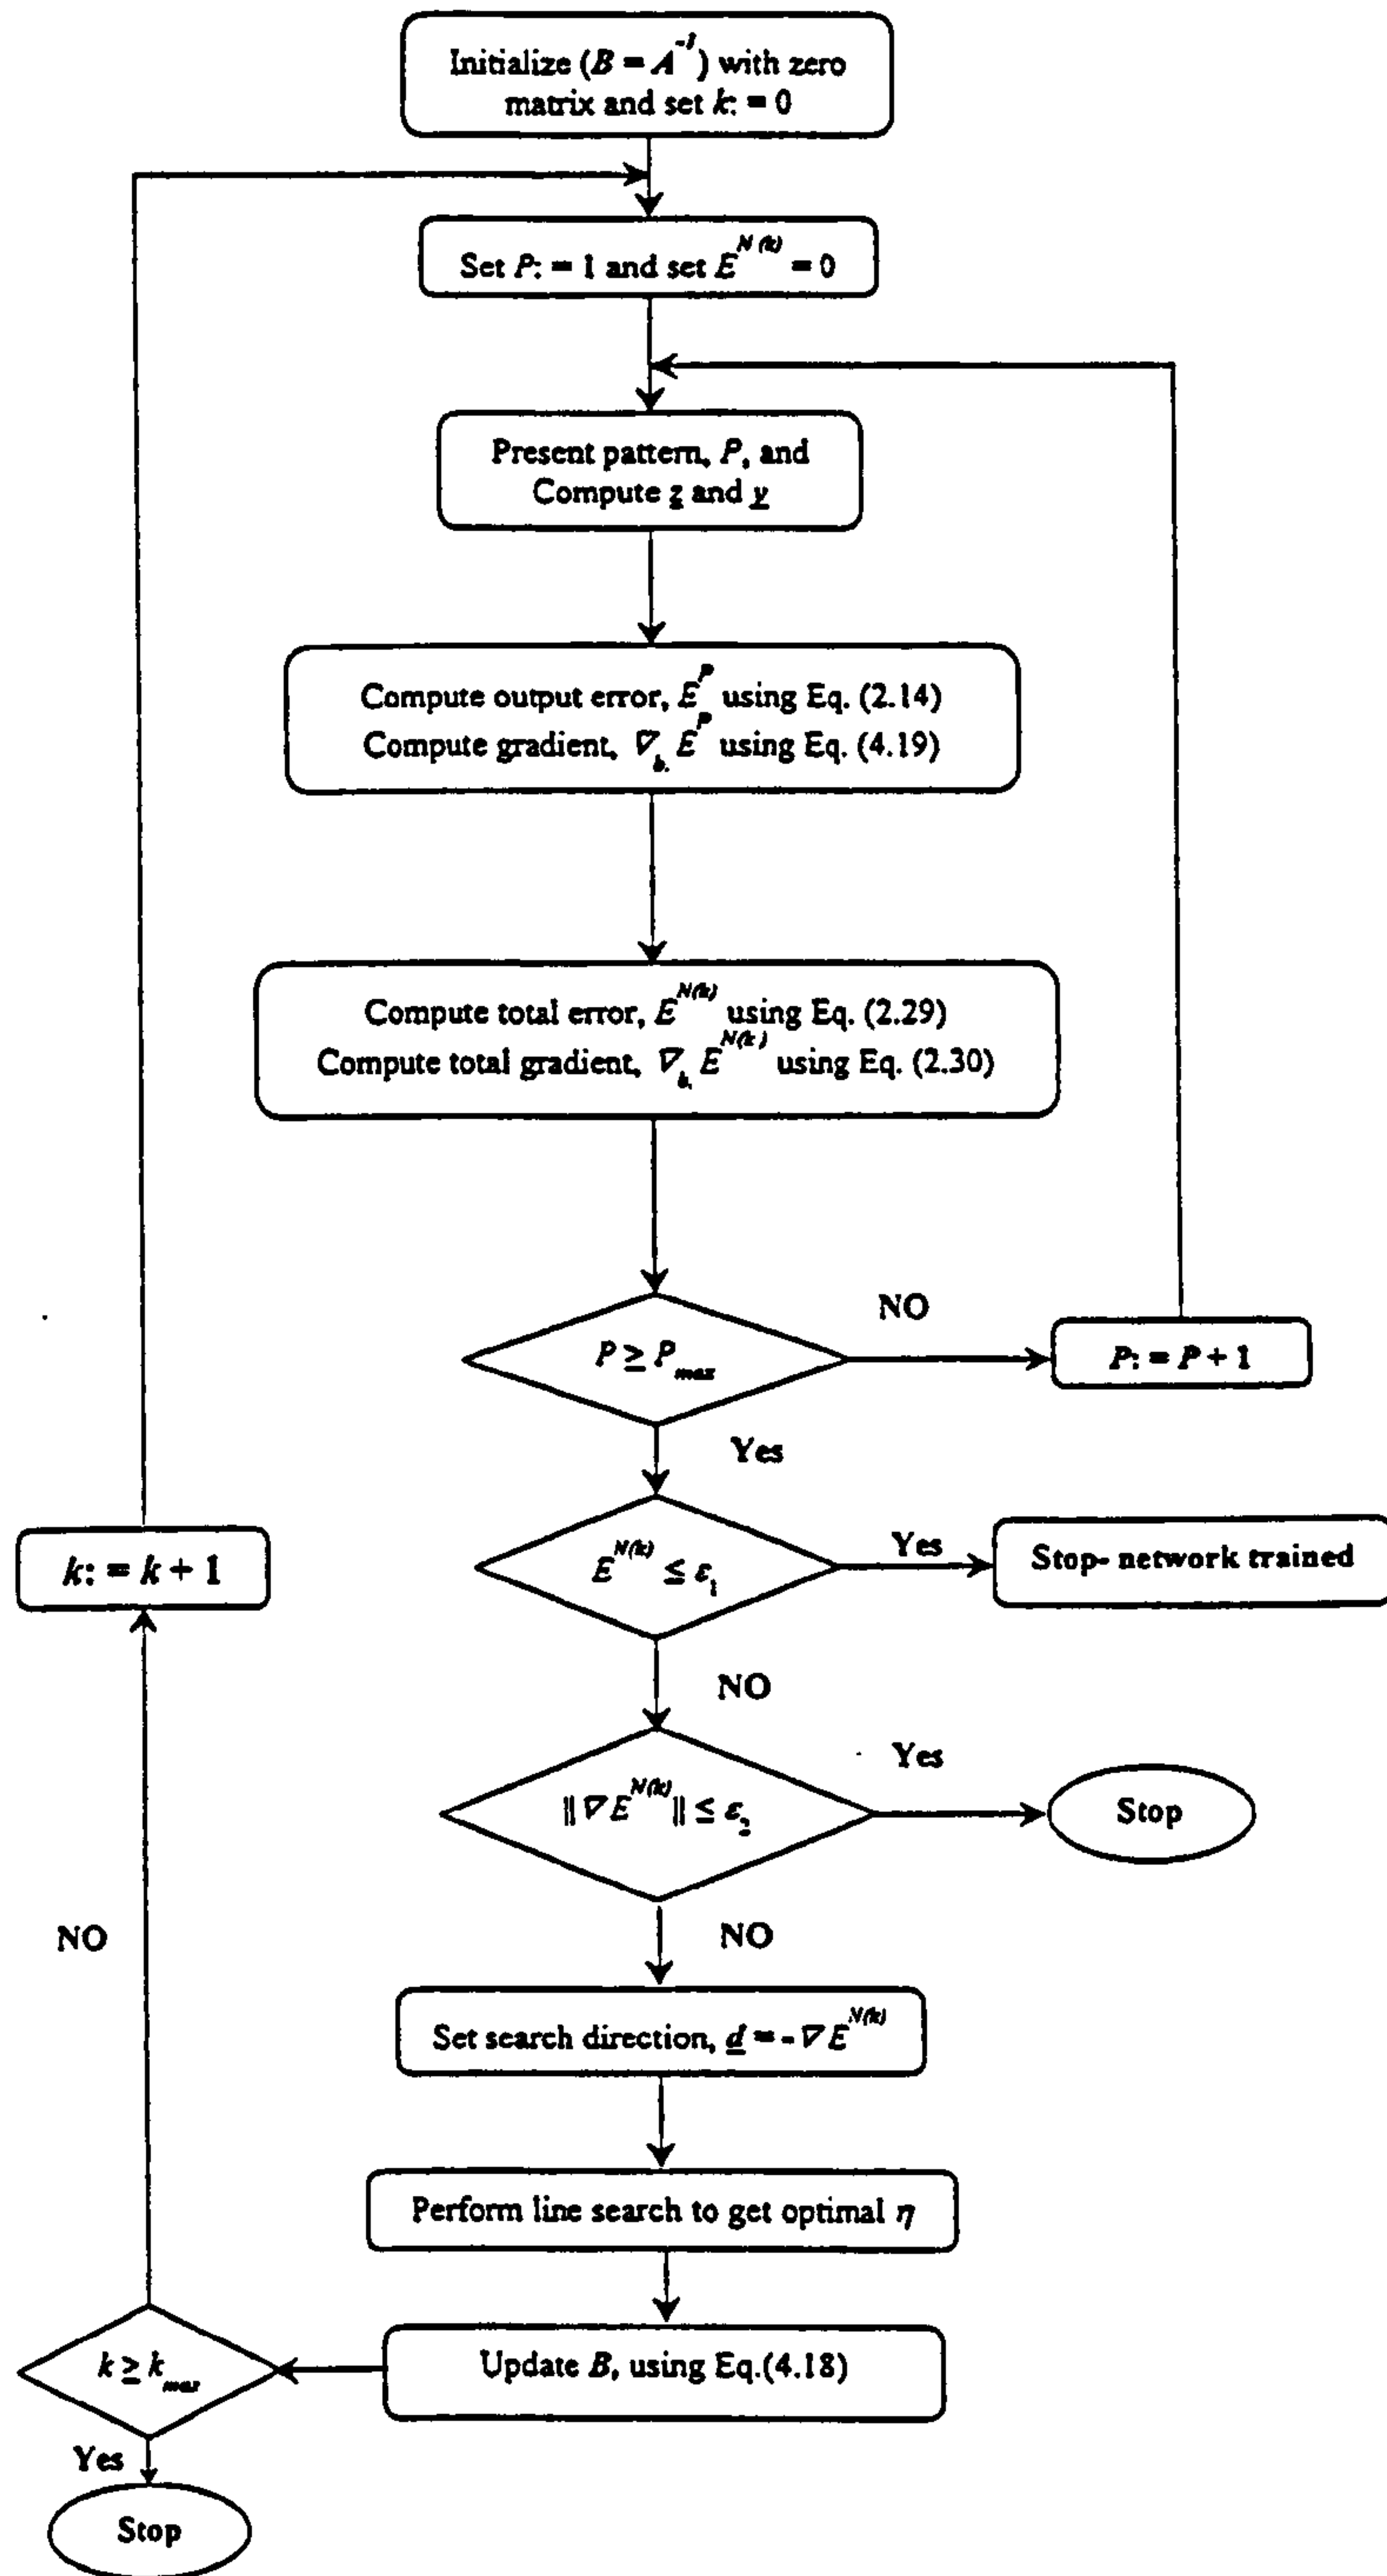 Initialize (B = A⁻¹) with zero
matrix and set k: = 0
Set P: = 1 and set E^N(k) = 0
Present pattern, P, and
Compute z and y
Compute output error, E^P using Eq. (2.14)
Compute gradient, ∇_b. E^P using Eq. (4.19)
Compute total error, E^N(k) using Eq. (2.29)
Compute total gradient, ∇_b. E^N(k) using Eq. (2.30)
P ≥ P_max
NO
P: = P + 1
Yes
E^N(k) ≤ ε₁
Yes
Stop- network trained
k: = k + 1
NO
‖∇E^N(k)‖ ≤ ε₂
Yes
Stop
NO
NO
Set search direction, d = - ∇E^N(k)
Perform line search to get optimal η
Update B, using Eq.(4.18)
k ≥ k_max
Yes
Stop